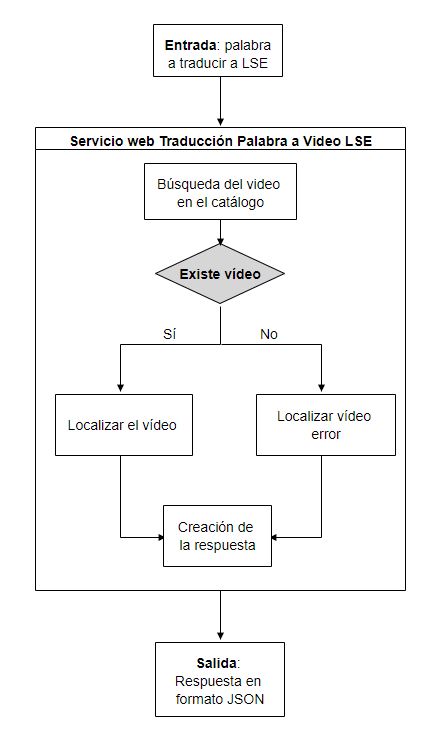 Entrada: palabra
a traducir a LSE
Servicio web Traducción Palabra a Video LSE
Búsqueda del video
en el catálogo
Existe vídeo
Sí
No
Localizar el vídeo
Localizar vídeo
error
Creación de
la respuesta
Salida:
Respuesta en
formato JSON